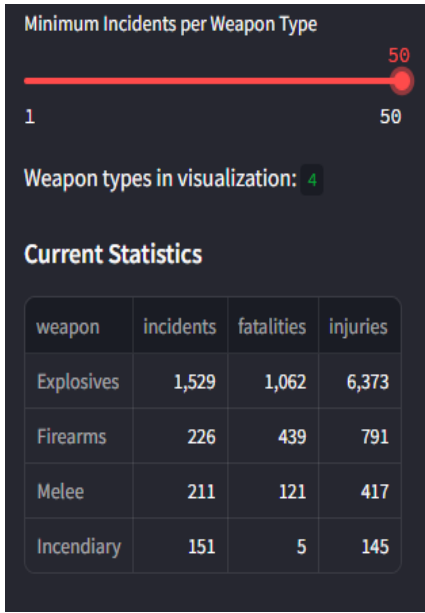 Minimum Incidents per Weapon Type
50
1 50
Weapon types in visualization: 4
Current Statistics
weapon incidents fatalities injuries
Explosives 1,529 1,062 6,373
Firearms 226 439 791
Melee 211 121 417
Incendiary 151 5 145